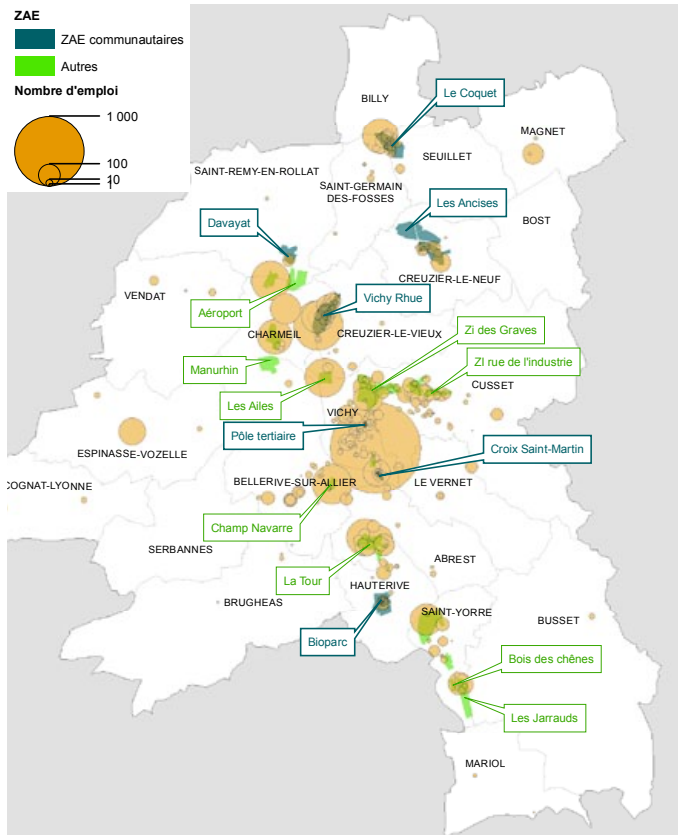 ZAE
ZAE communautaires
Autres
Nombre d'emploi
1 000
100
10
1
BILLY
Le Coquet
MAGNET
SEUILLET
SAINT-REMY-EN-ROLLAT
SAINT-GERMAIN
DES-FOSSES
Les Ancises
BOST
Davayat
CREUZIER-LE-NEUF
VENDAT
Aéroport
Vichy Rhue
CHARMEIL
CREUZIER-LE-VIEUX
Zi des Graves
Manurhin
ZI rue de l'industrie
CUSSET
Les Ailes
VICHY
Pôle tertiaire
ESPINASSE-VOZELLE
Croix Saint-Martin
COGNAT-LYONNE
BELLERIVE-SUR-ALLIER
LE VERNET
Champ Navarre
SERBANNES
ABREST
La Tour
HAUTERIVE
BRUGHEAS
SAINT-YORRE
BUSSET
Bioparc
Bois des chênes
Les Jarrauds
MARIOL